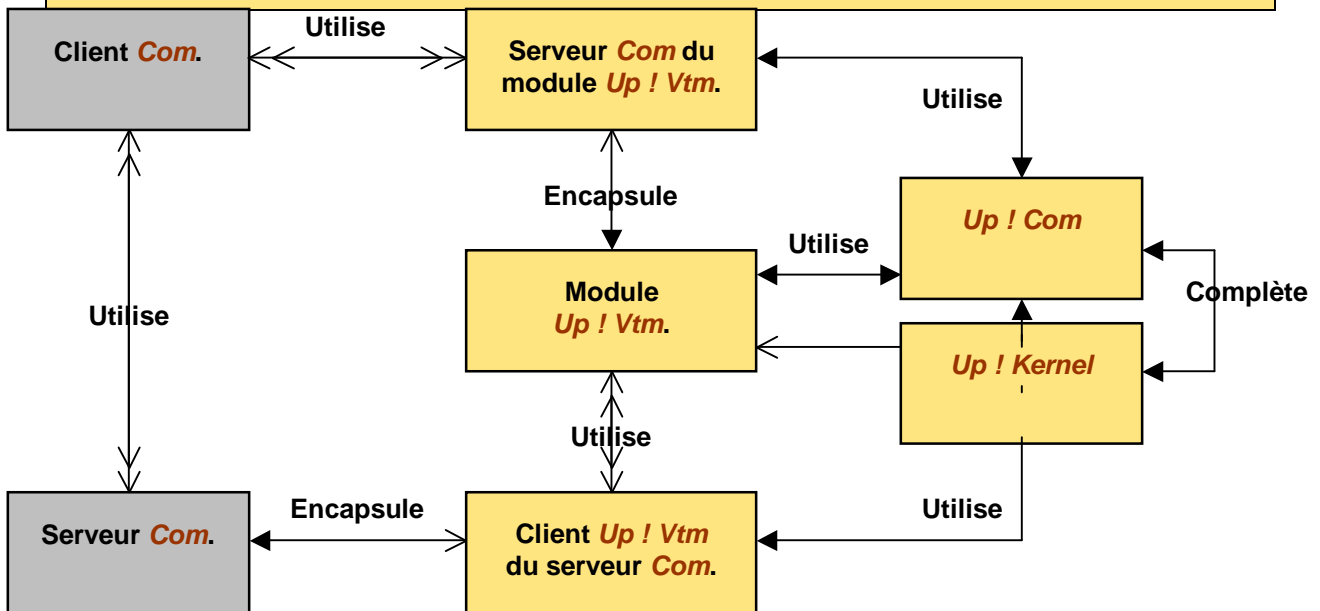 Utilise
Client Com.
Serveur Com du
module Up ! Vtm.
Utilise
Encapsule
Up ! Com
Utilise
Module
Up ! Vtm.
Complète
Utilise
Up ! Kernel
Utilise
Encapsule
Utilise
Serveur Com.
Client Up ! Vtm
du serveur Com.